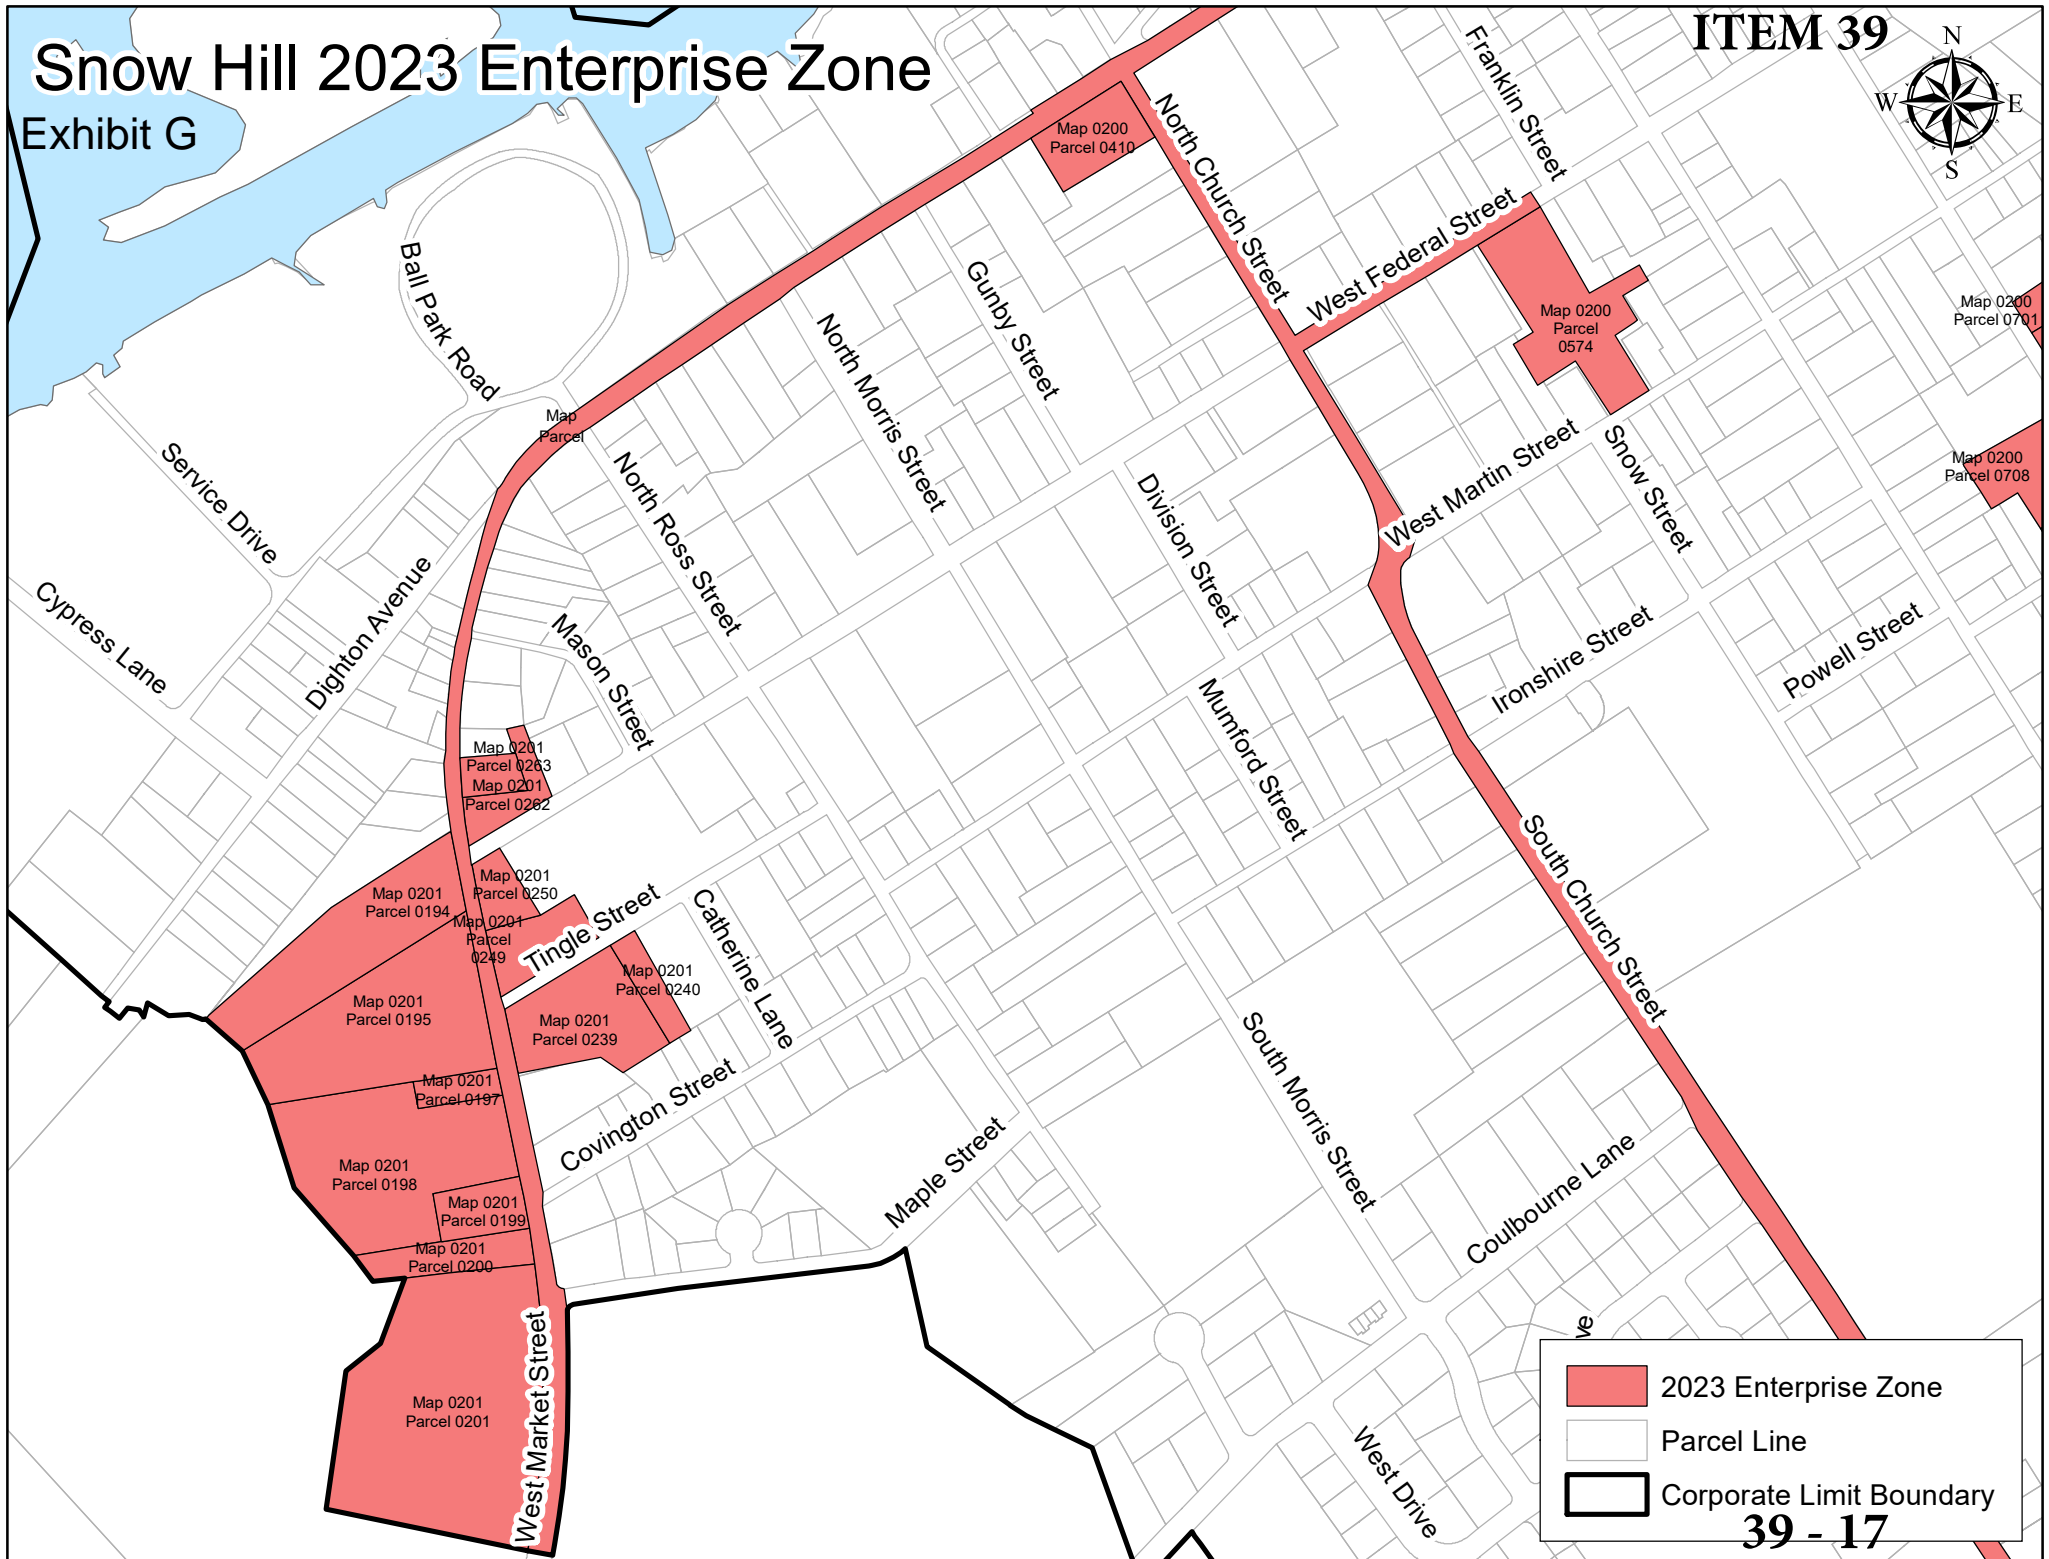 ITEM 39
Snow Hill 2023 Enterprise Zone
Exhibit G
N
W
E
S
Franklin Street
North Church Street
Map 0200
Parcel 0410
West Federal Street
Map 0200
Parcel
0574
Map 0200
Parcel 0701
Ball Park Road
Gunby Street
North Morris Street
Map
Parcel
Service Drive
North Ross Street
Division Street
West Martin Street
Snow Street
Map 0200
Parcel 0708
Cypress Lane
Dighton Avenue
Mason Street
Mumford Street
Ironshire Street
Powell Street
Map 0201
Parcel 0263
Map 0201
Parcel 0262
South Church Street
Map 0201
Parcel 0194
Map 0201
Parcel 0250
Map 0201
Parcel
0249
Tingle Street
Catherine Lane
Map 0201
Parcel 0240
Map 0201
Parcel 0195
Map 0201
Parcel 0239
Map 0201
Parcel 0197
Covington Street
South Morris Street
Map 0201
Parcel 0198
Maple Street
Coulbourne Lane
Map 0201
Parcel 0199
Map 0201
Parcel 0200
West Market Street
Map 0201
Parcel 0201
West Drive
ve
2023 Enterprise Zone
Parcel Line
Corporate Limit Boundary
39 - 17